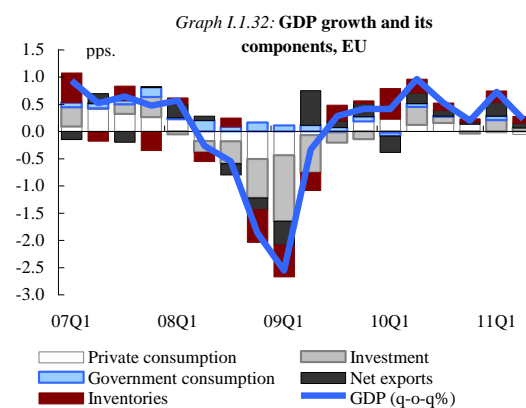 Graph I.1.32: GDP growth and its
components, EU
pps.
1.5
1.0
0.5
0.0
-0.5
-1.0
-1.5
-2.0
-2.5
-3.0
07Q1 08Q1 09Q1 10Q1 11Q1
Private consumption Investment
Government consumption Net exports
Inventories GDP (q-o-q%)